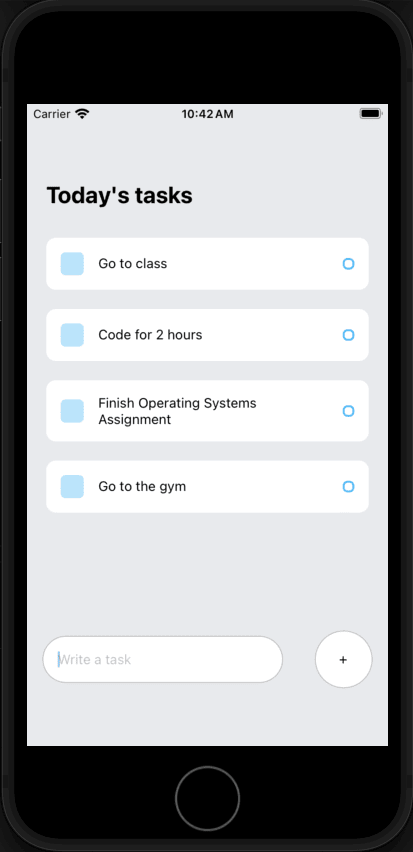 Carrier
10:42 AM
Today's tasks
Go to class
Code for 2 hours
Finish Operating Systems
Assignment
Go to the gym
Write a task
+